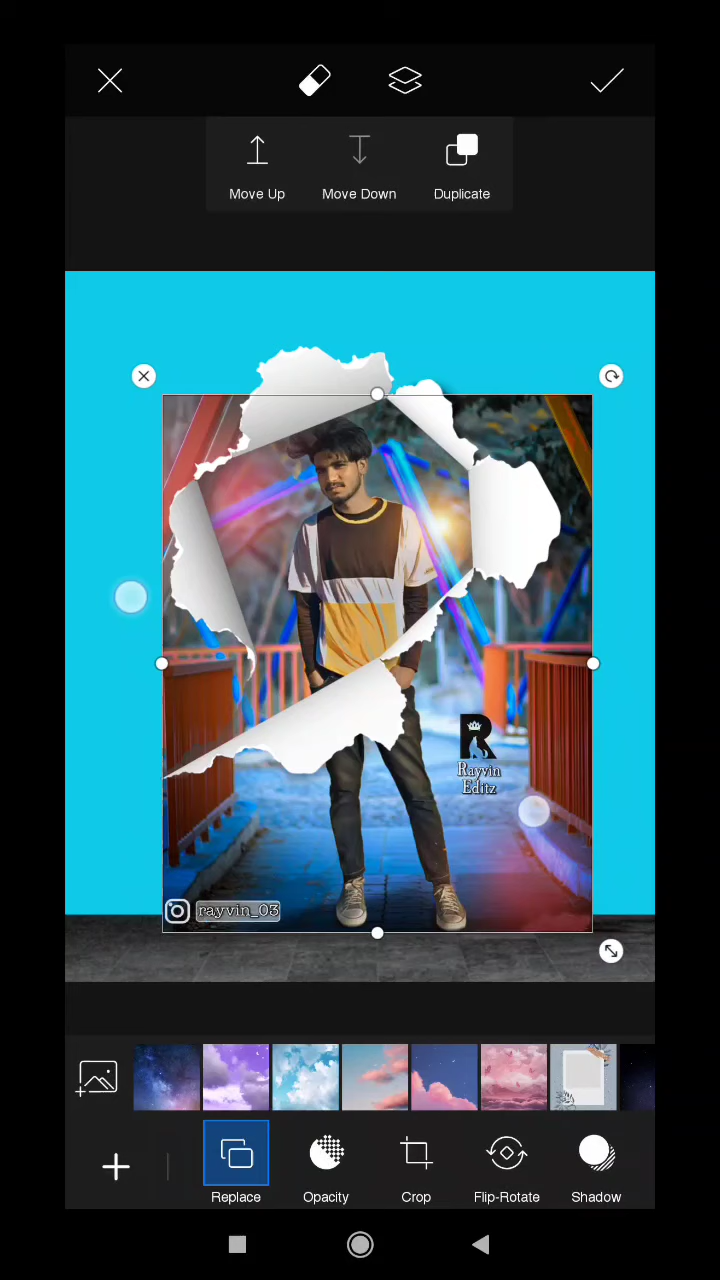 Move Up
Move Down
Duplicate
R
Rayvin
Editz
rayvin_03
Replace
Opacity
Crop
Flip-Rotate
Shadow